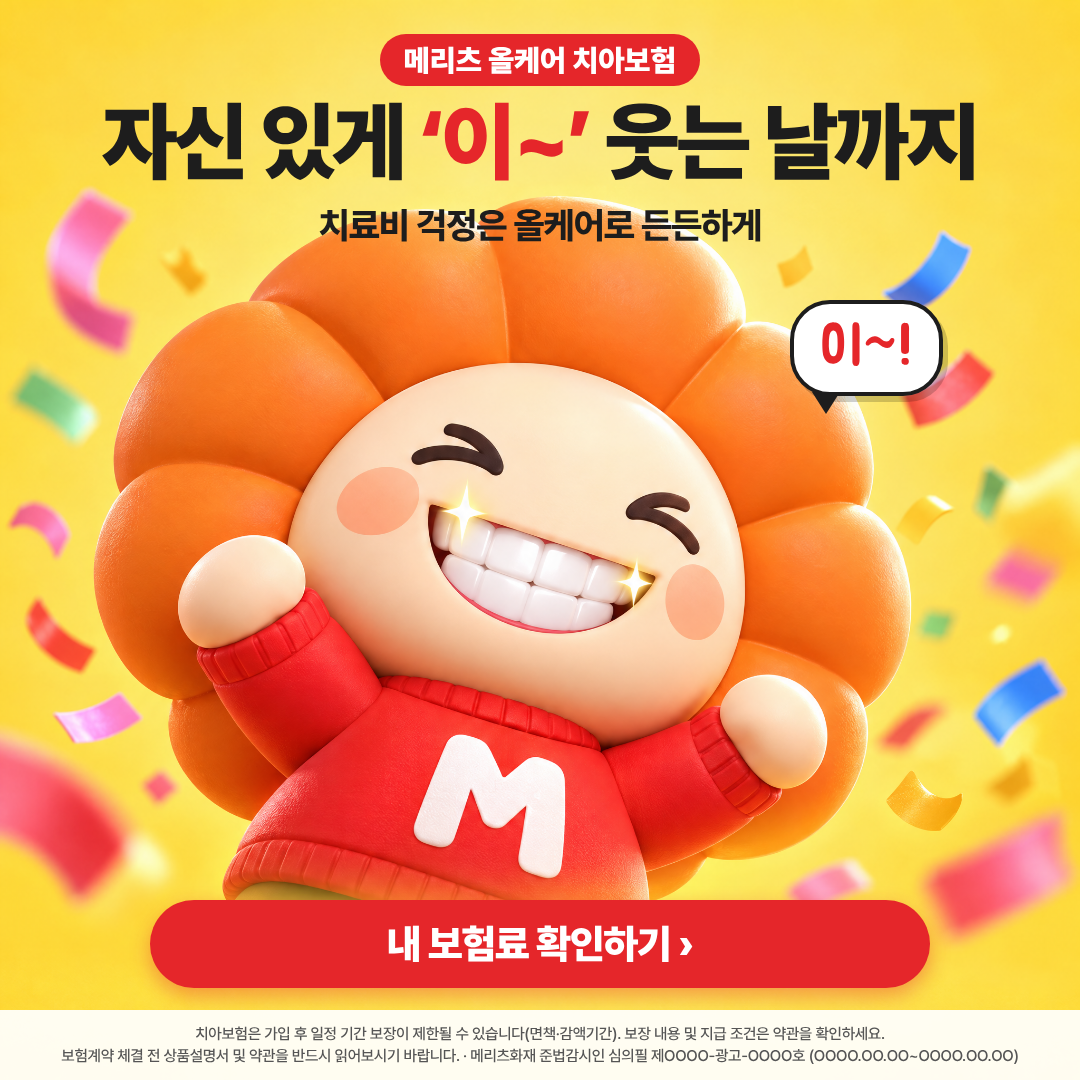 메리츠 올케어 치아보험
자신 있게 ‘이~’ 웃는 날까지
치료비 걱정은 올케어로 든든하게
이~!
M
내 보험료 확인하기 ›
치아보험은 가입 후 일정 기간 보장이 제한될 수 있습니다(면책·감액기간). 보장 내용 및 지급 조건은 약관을 확인하세요.
보험계약 체결 전 상품설명서 및 약관을 반드시 읽어보시기 바랍니다. · 메리츠화재 준법감시인 심의필 제OOOO-광고-OOOO호 (OOOO.OO.OO~OOOO.OO.OO)